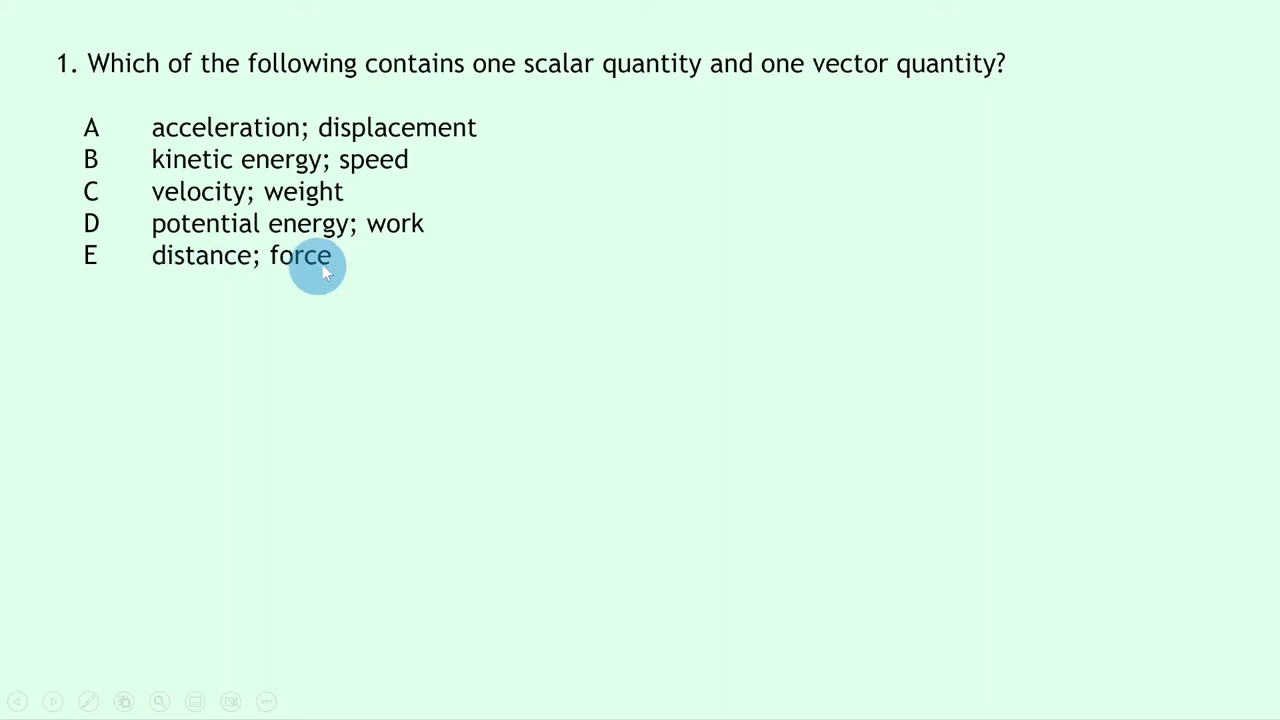 1. Which of the following contains one scalar quantity and one vector quantity?
A acceleration; displacement
B kinetic energy; speed
C velocity; weight
D potential energy; work
E distance; force